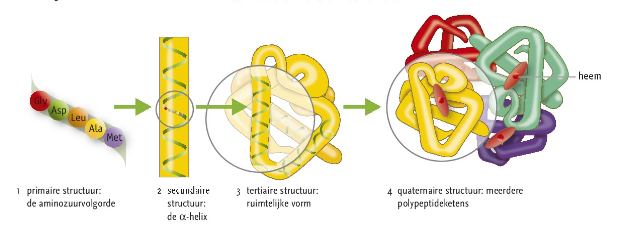 Gly
Asp
Leu
Ala
Met
heem
1 primaire structuur:
de aminozuurvolgorde
2 secundaire
structuur:
de α-helix
3 tertiaire structuur:
ruimtelijke vorm
4 quaternaire structuur: meerdere
polypeptideketens